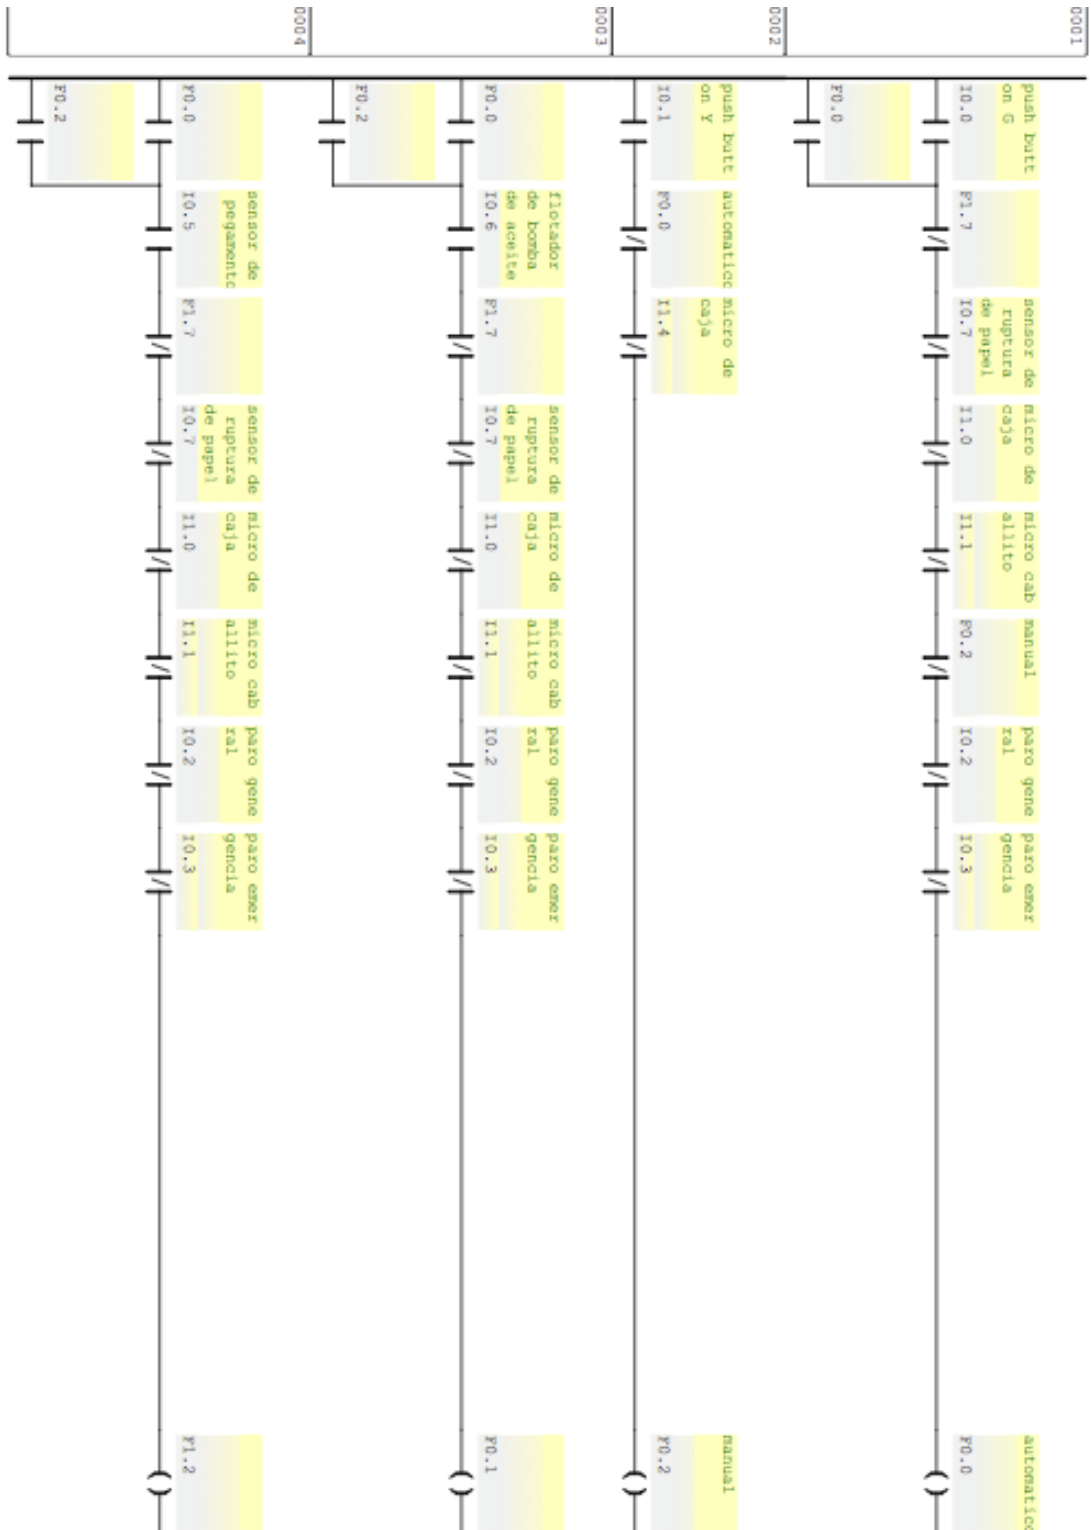 0001
push butt
on G
I0.0
F1.7
sensor de
ruptura
de papel
I0.7
micro de
caja
I1.0
micro cab
allito
I1.1
manual
F0.2
paro gene
ral
I0.2
paro emer
gencia
I0.3
automatico
F0.0
F0.0
0002
push butt
on Y
I0.1
automatico
F0.0
micro de
caja
I1.4
manual
F0.2
0003
F0.0
flotador
de bomba
de aceite
I0.6
F1.7
sensor de
ruptura
de papel
I0.7
micro de
caja
I1.0
micro cab
allito
I1.1
paro gene
ral
I0.2
paro emer
gencia
I0.3
F0.1
F0.2
0004
F0.0
sensor de
pegamento
I0.5
F1.7
sensor de
ruptura
de papel
I0.7
micro de
caja
I1.0
micro cab
allito
I1.1
paro gene
ral
I0.2
paro emer
gencia
I0.3
F1.2
F0.2